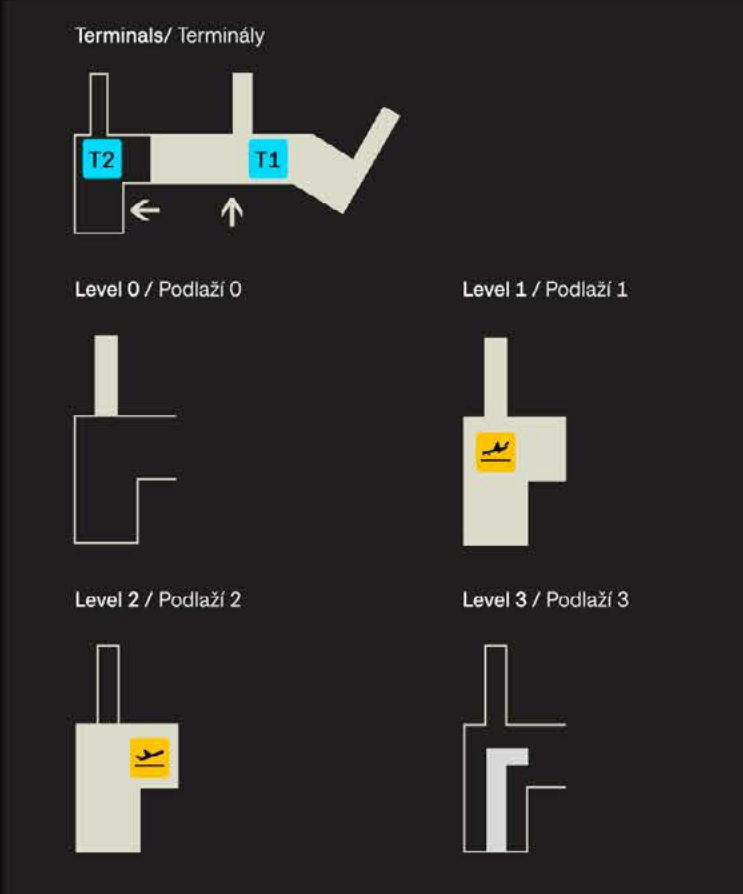 Terminals/ Terminály
T2
T1
Level 0 / Podlaží 0
Level 1 / Podlaží 1
Level 2 / Podlaží 2
Level 3 / Podlaží 3